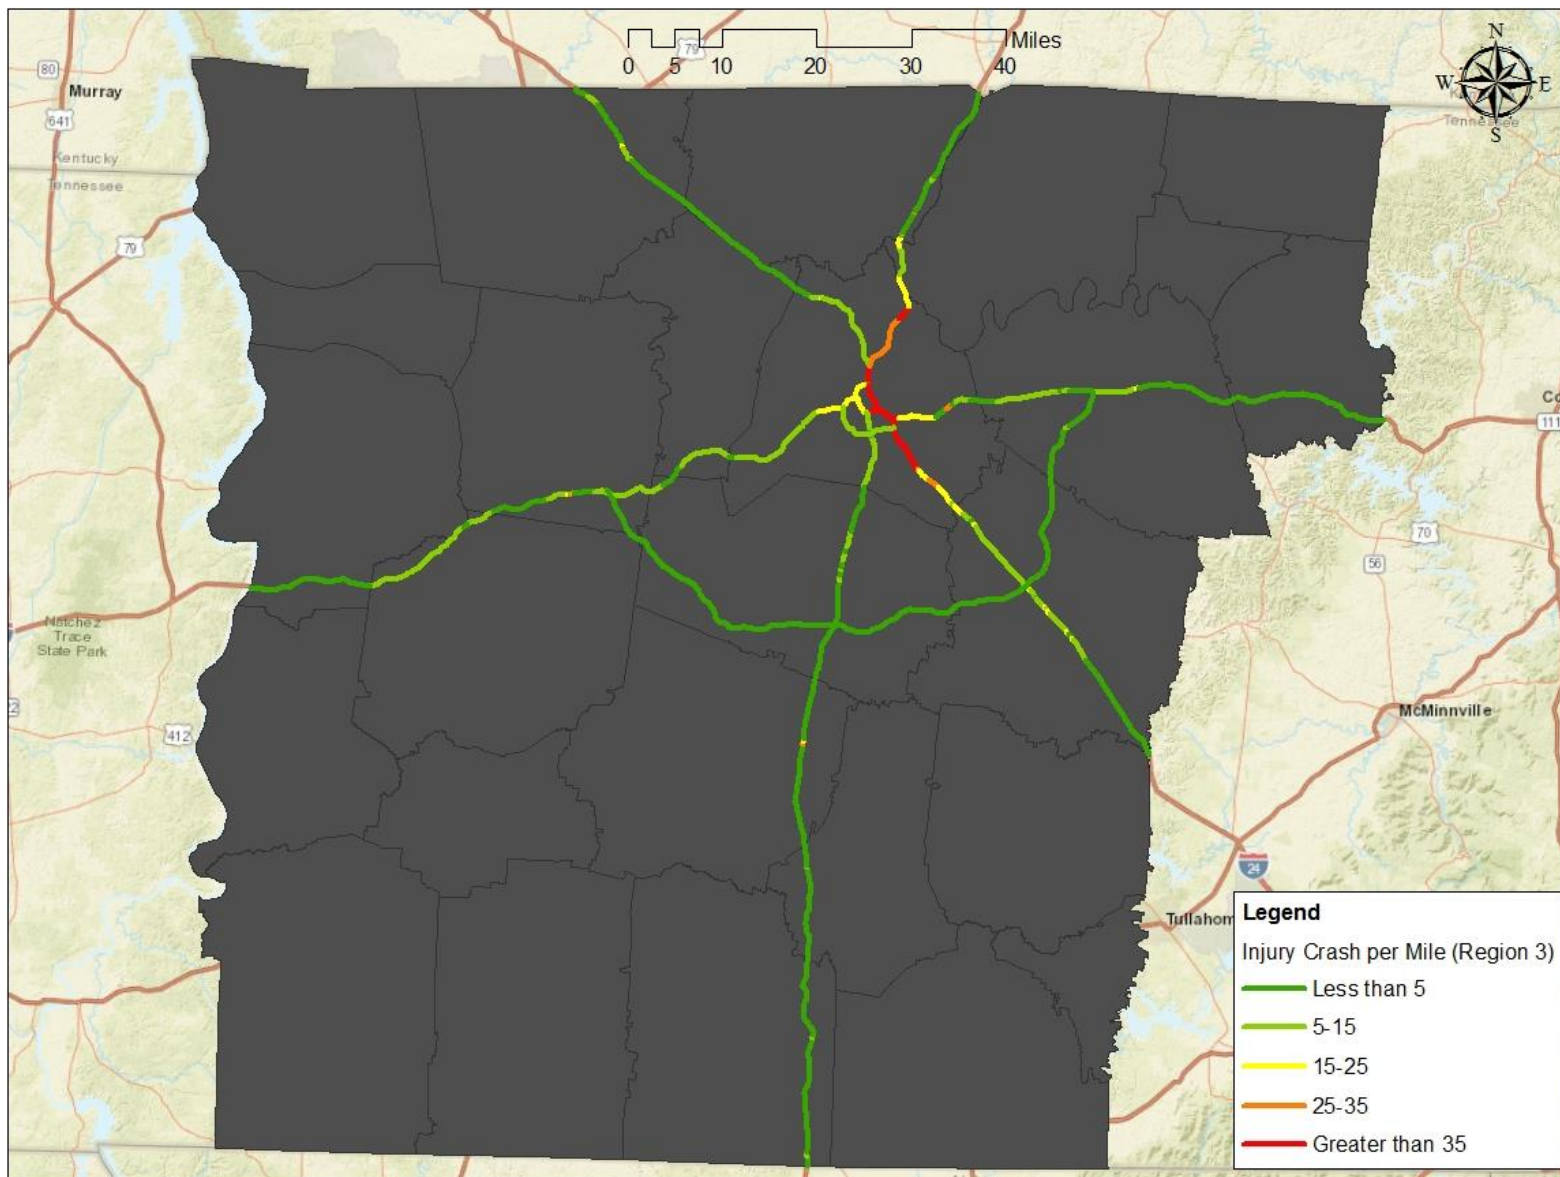 Miles
0 5 10 20 30 40
79
N
W E
S
80
Murray
641
Kentucky
Tennessee
Tennessee
79
Co
111
70
56
Natchez
Trace
State Park
McMinnville
412
24
Tullahom
Legend
Injury Crash per Mile (Region 3)
Less than 5
5-15
15-25
25-35
Greater than 35